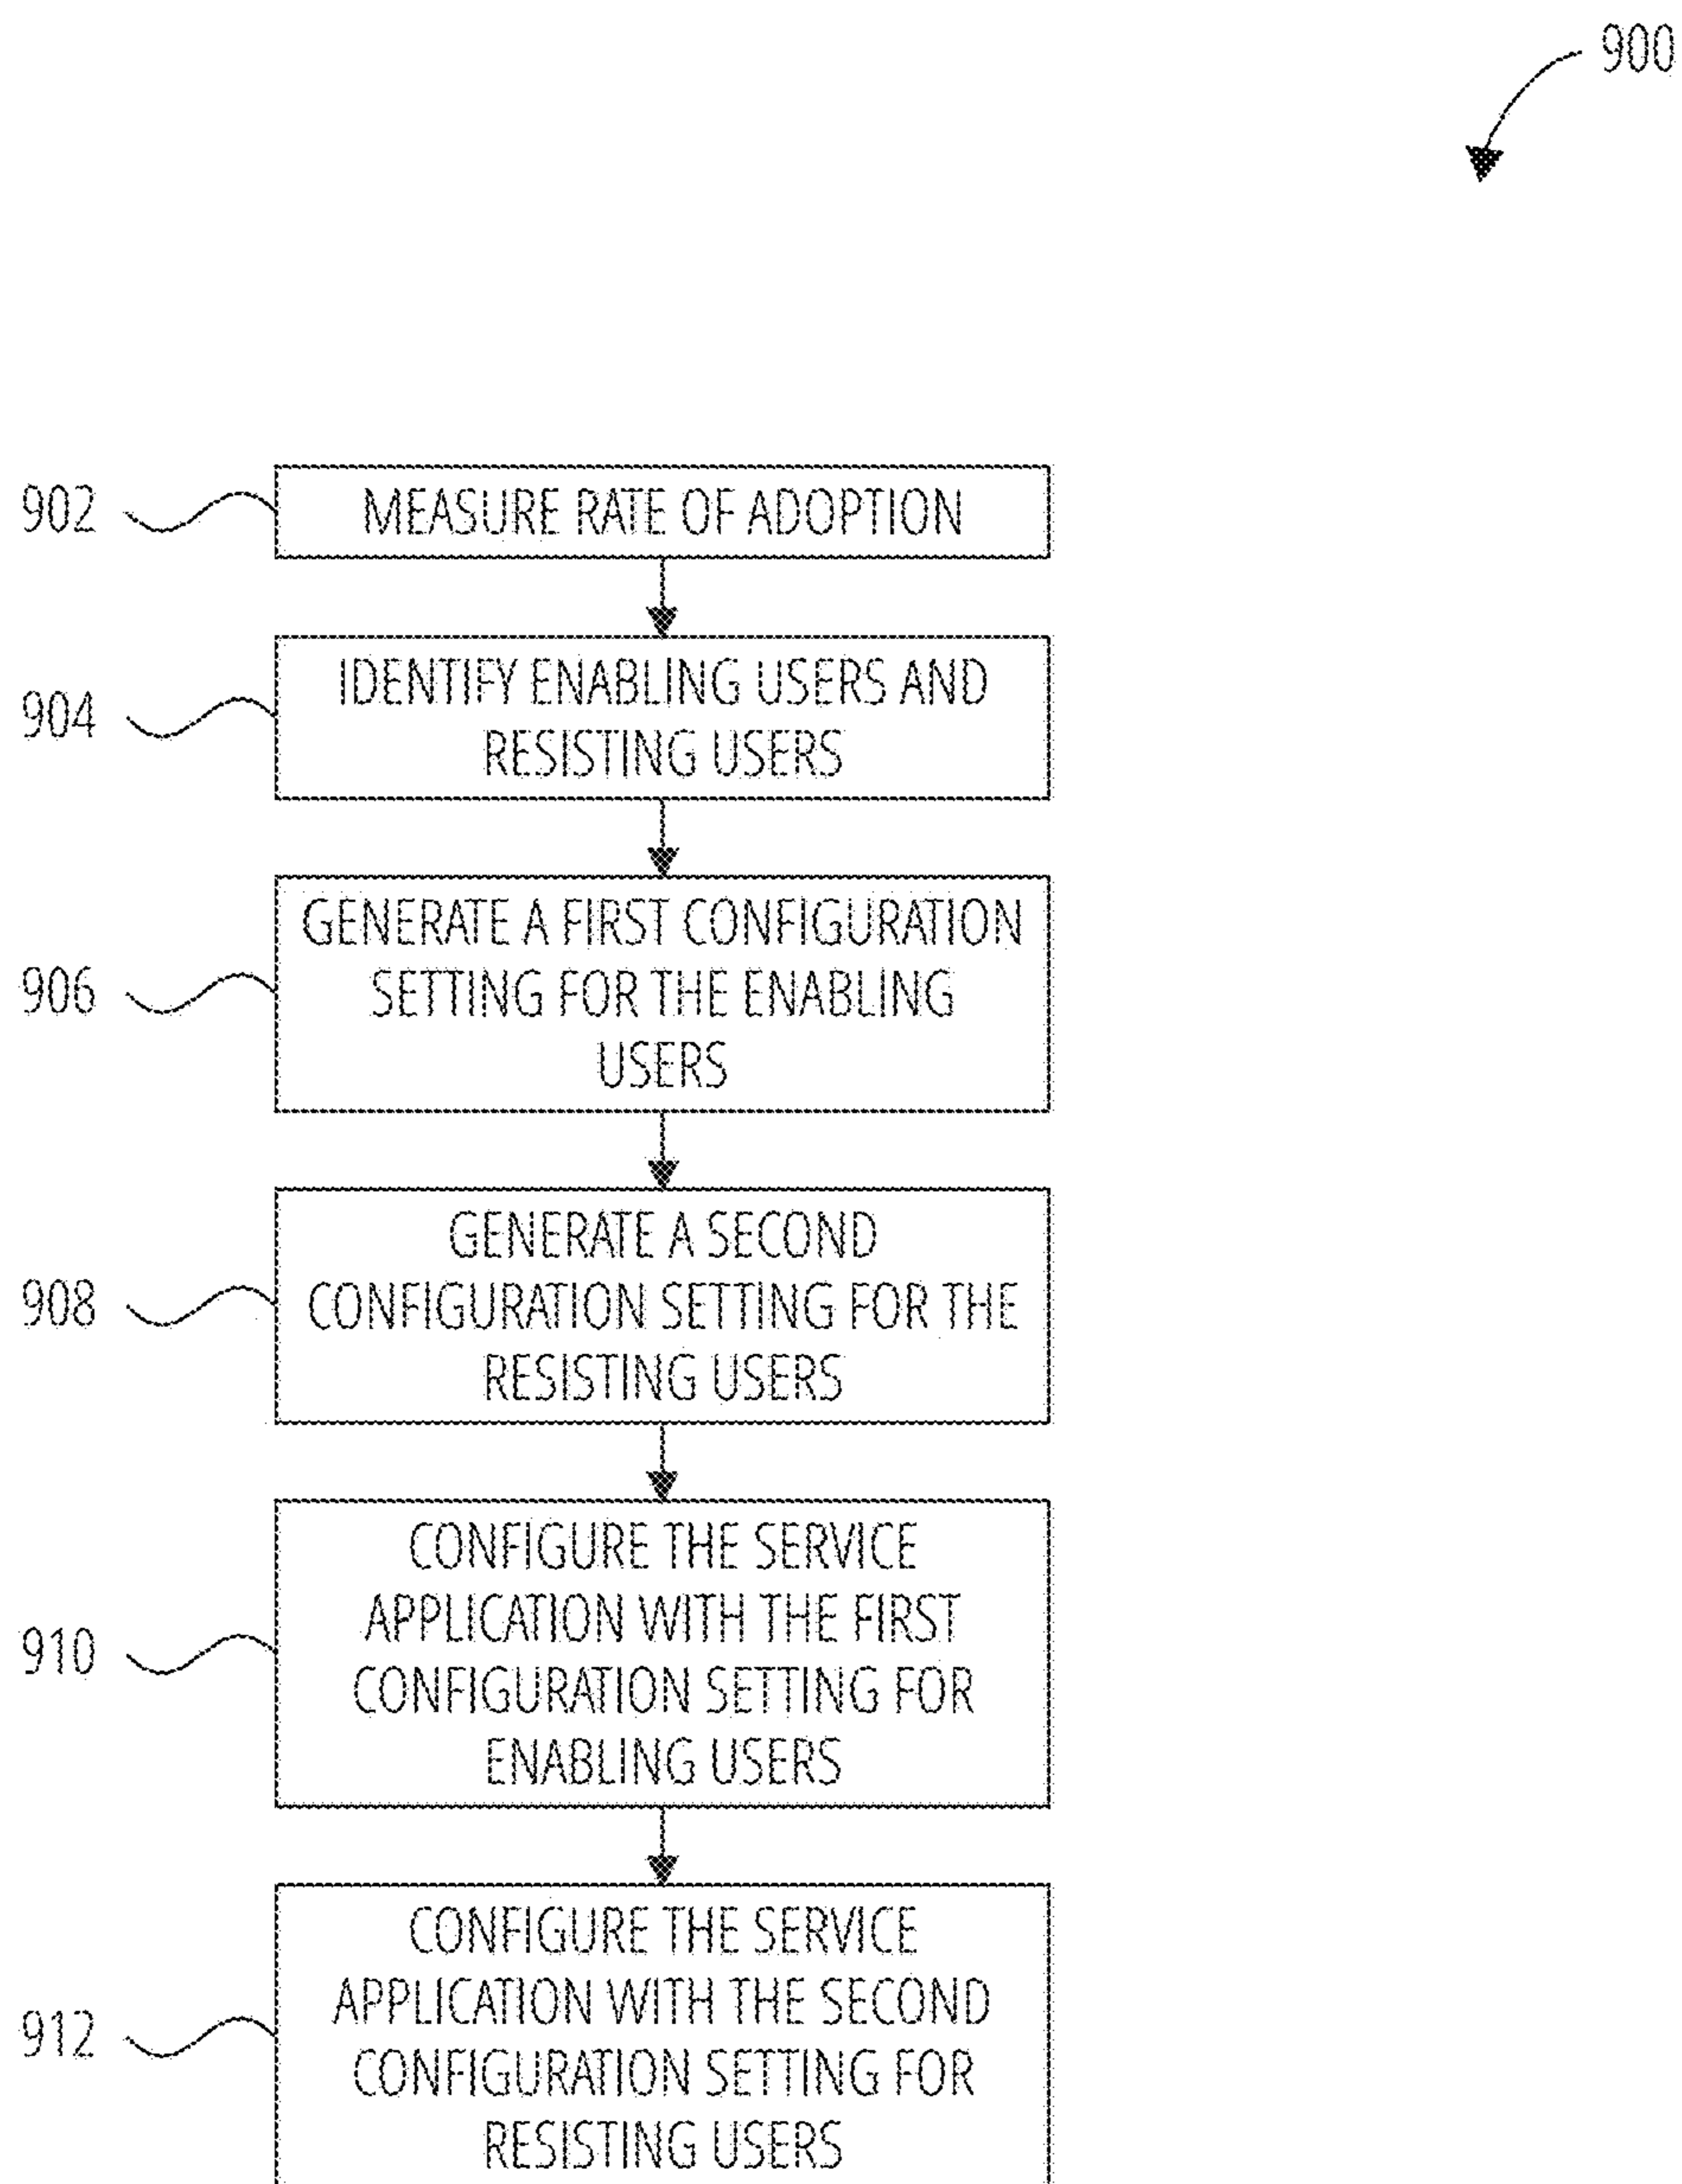 900
902
MEASURE RATE OF ADOPTION
904
IDENTIFY ENABLING USERS AND
RESISTING USERS
906
GENERATE A FIRST CONFIGURATION
SETTING FOR THE ENABLING
USERS
908
GENERATE A SECOND
CONFIGURATION SETTING FOR THE
RESISTING USERS
910
CONFIGURE THE SERVICE
APPLICATION WITH THE FIRST
CONFIGURATION SETTING FOR
ENABLING USERS
912
CONFIGURE THE SERVICE
APPLICATION WITH THE SECOND
CONFIGURATION SETTING FOR
RESISTING USERS